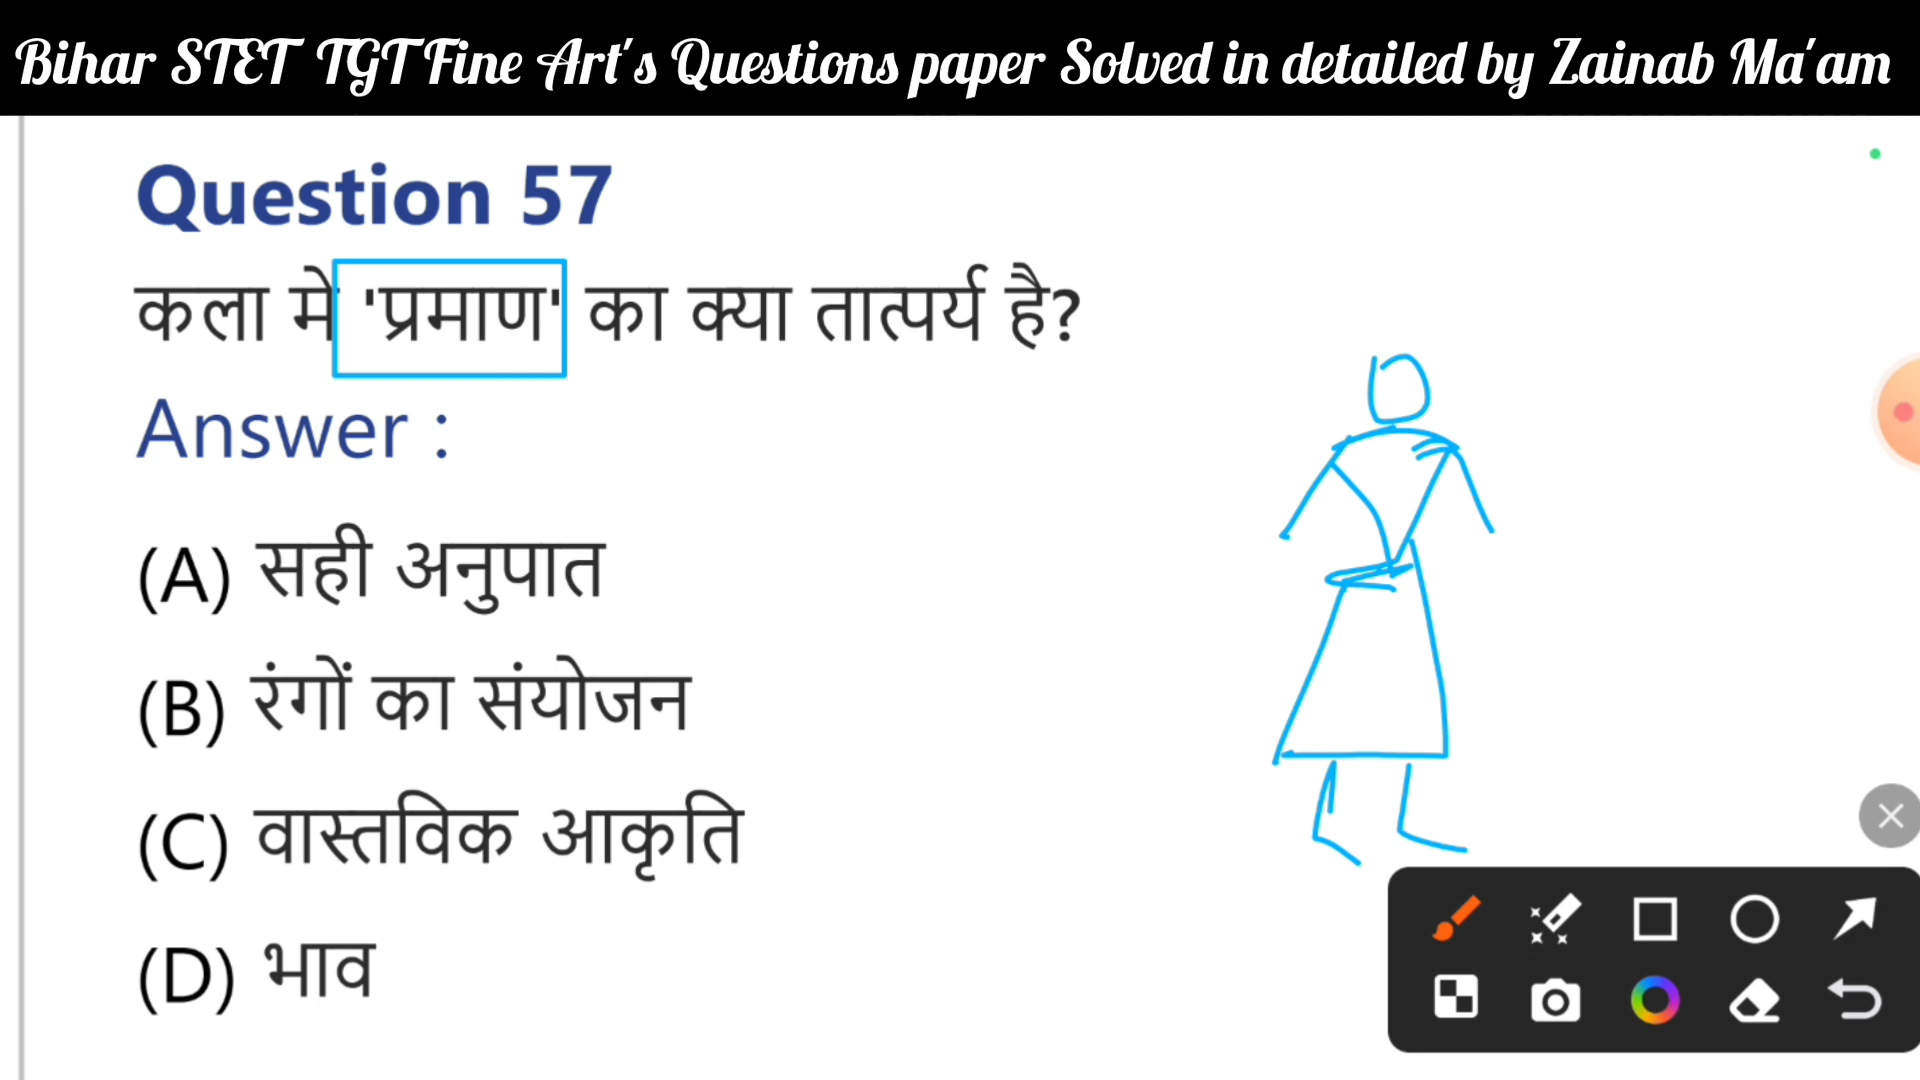 Bihar STET TGT Fine Art's Questions paper Solved in detailed by Zainab Ma'am
Question 57
कला मे 'प्रमाण' का क्या तात्पर्य है?
Answer :
(A) सही अनुपात
(B) रंगों का संयोजन
(C) वास्तविक आकृति
(D) भाव